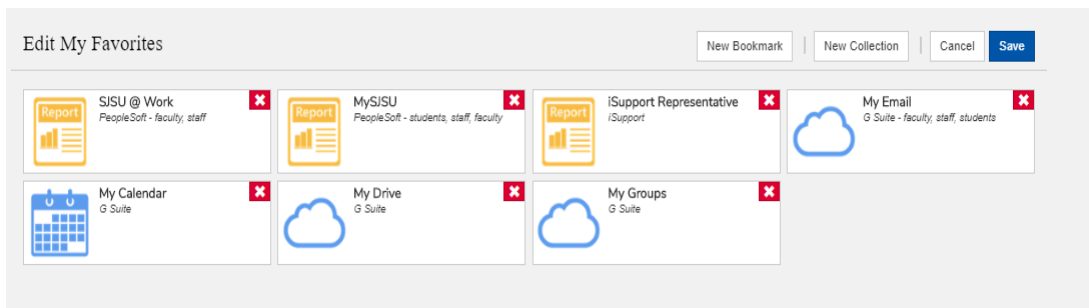 Edit My Favorites
New Bookmark
New Collection
Cancel
Save
Report
SJSU @ Work
PeopleSoft - faculty, staff
Report
MySJSU
PeopleSoft - students, staff, faculty
Report
iSupport Representative
iSupport
My Email
G Suite - faculty, staff, students
My Calendar
G Suite
My Drive
G Suite
My Groups
G Suite